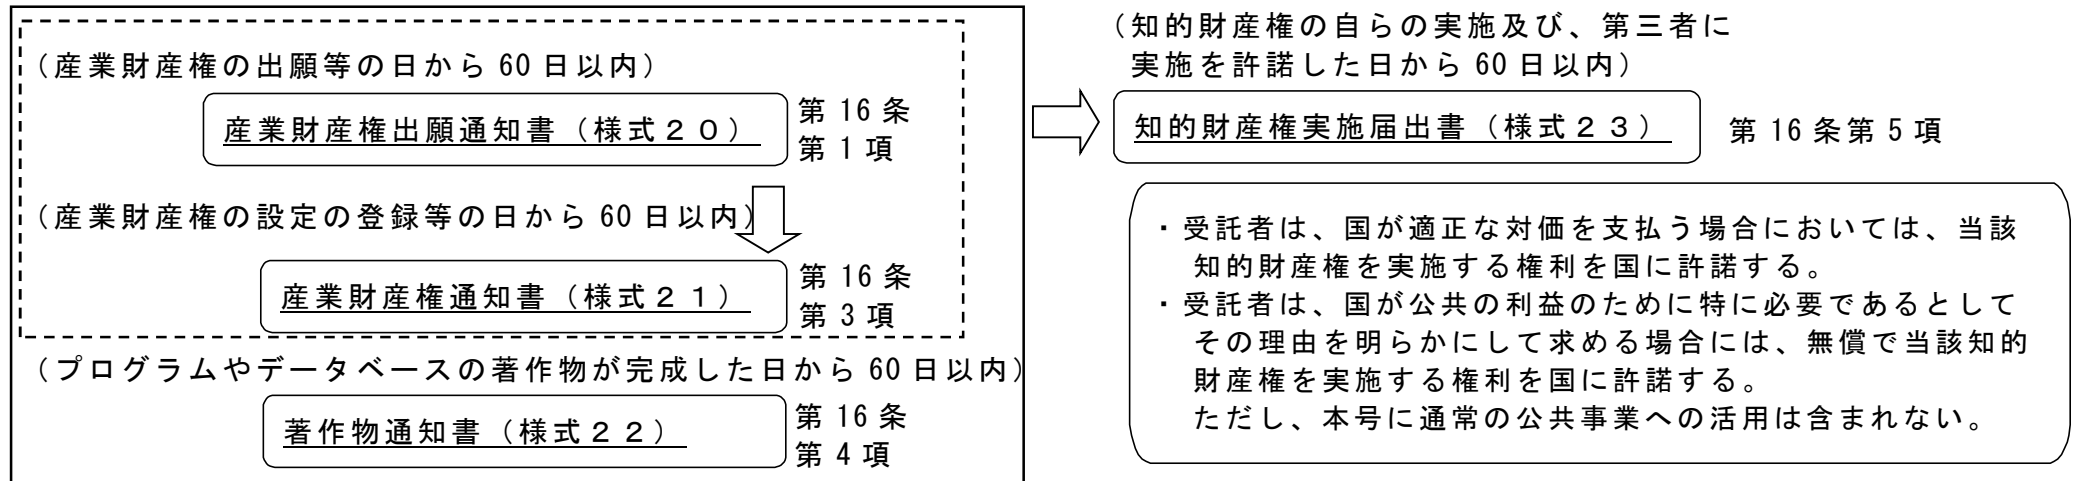 (産業財産権の出願等の日から 60 日以内)
産業財産権出願通知書（様式２０）
第 16 条
第 1 項
(産業財産権の設定の登録等の日から 60 日以内)
産業財産権通知書（様式２１）
第 16 条
第 3 項
(プログラムやデータベースの著作物が完成した日から 60 日以内)
著作物通知書（様式２２）
第 16 条
第 4 項
(知的財産権の自らの実施及び、第三者に
実施を許諾した日から 60 日以内)
知的財産権実施届出書（様式２３）
第 16 条第 5 項
・受託者は、国が適正な対価を支払う場合においては、当該
知的財産権を実施する権利を国に許諾する。
・受託者は、国が公共の利益のために特に必要であるとして
その理由を明らかにして求める場合には、無償で当該知的
財産権を実施する権利を国に許諾する。
ただし、本号に通常の公共事業への活用は含まれない。